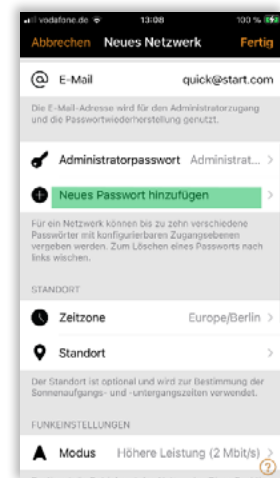 vodafone.de 13:08 100 %
Abbrechen Neues Netzwerk Fertig
@ E-Mail quick@start.com
Die E-Mail-Adresse wird für den Administratorzugang
und die Passwortwiederherstellung genutzt.
Administratorpasswort Administrat... >
Neues Passwort hinzufügen >
Für ein Netzwerk können bis zu zehn verschiedene
Passwörter mit konfigurierbaren Zugangsebenen
vergeben werden. Zum Löschen eines Passworts nach
links wischen.
STANDORT
Zeitzone Europe/Berlin >
Standort >
Der Standort ist optional und wird zur Bestimmung der
Sonnenaufgangs- und -untergangszeiten verwendet.
FUNKEINSTELLUNGEN
Modus Höhere Leistung (2 Mbit/s) >
?